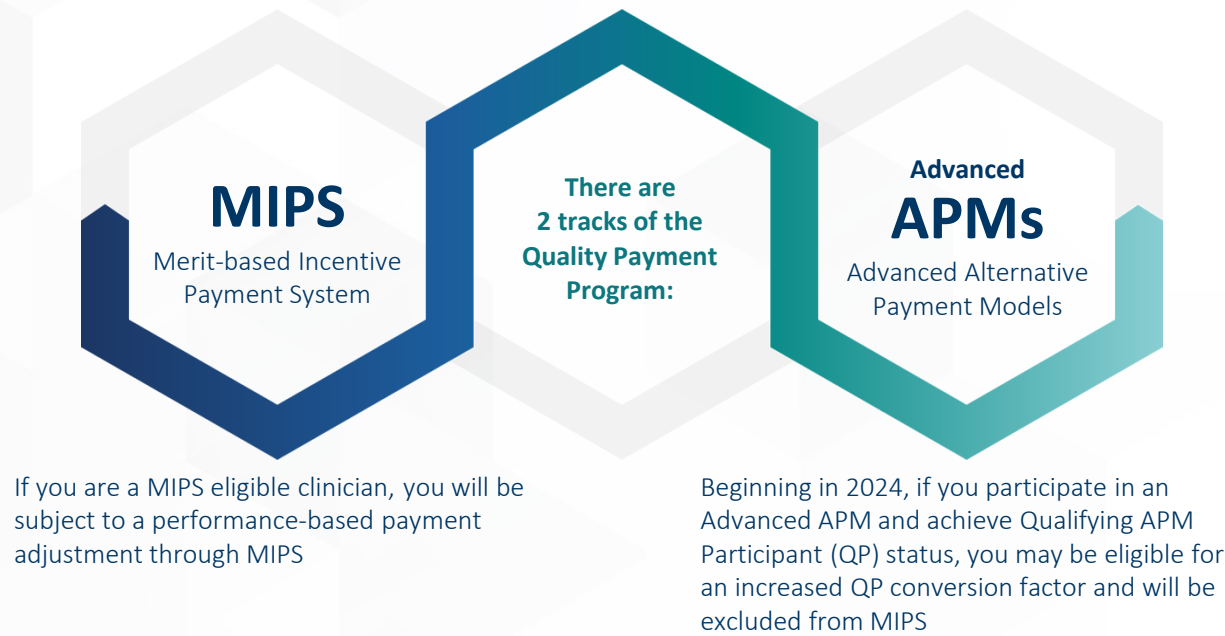 MIPS
Merit-based Incentive
Payment System
There are
2 tracks of the
Quality Payment
Program:
Advanced
APMs
Advanced Alternative
Payment Models
If you are a MIPS eligible clinician, you will be
subject to a performance-based payment
adjustment through MIPS
Beginning in 2024, if you participate in an
Advanced APM and achieve Qualifying APM
Participant (QP) status, you may be eligible for
an increased QP conversion factor and will be
excluded from MIPS